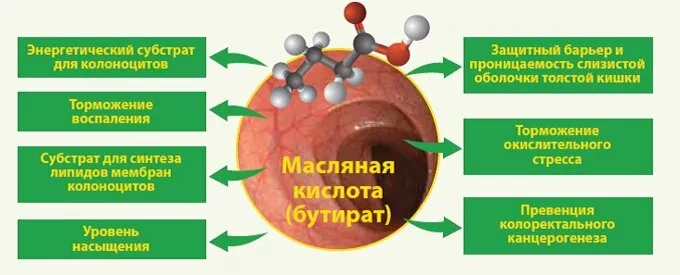 Энергетический субстрат
для колоноцитов
Торможение
воспаления
Субстрат для синтеза
липидов мембран
колоноцитов
Уровень
насыщения
Масляная
кислота
(бутират)
Защитный барьер и
проницаемость слизистой
оболочки толстой кишки
Торможение
окислительного
стресса
Превенция
колоректального
канцерогенеза